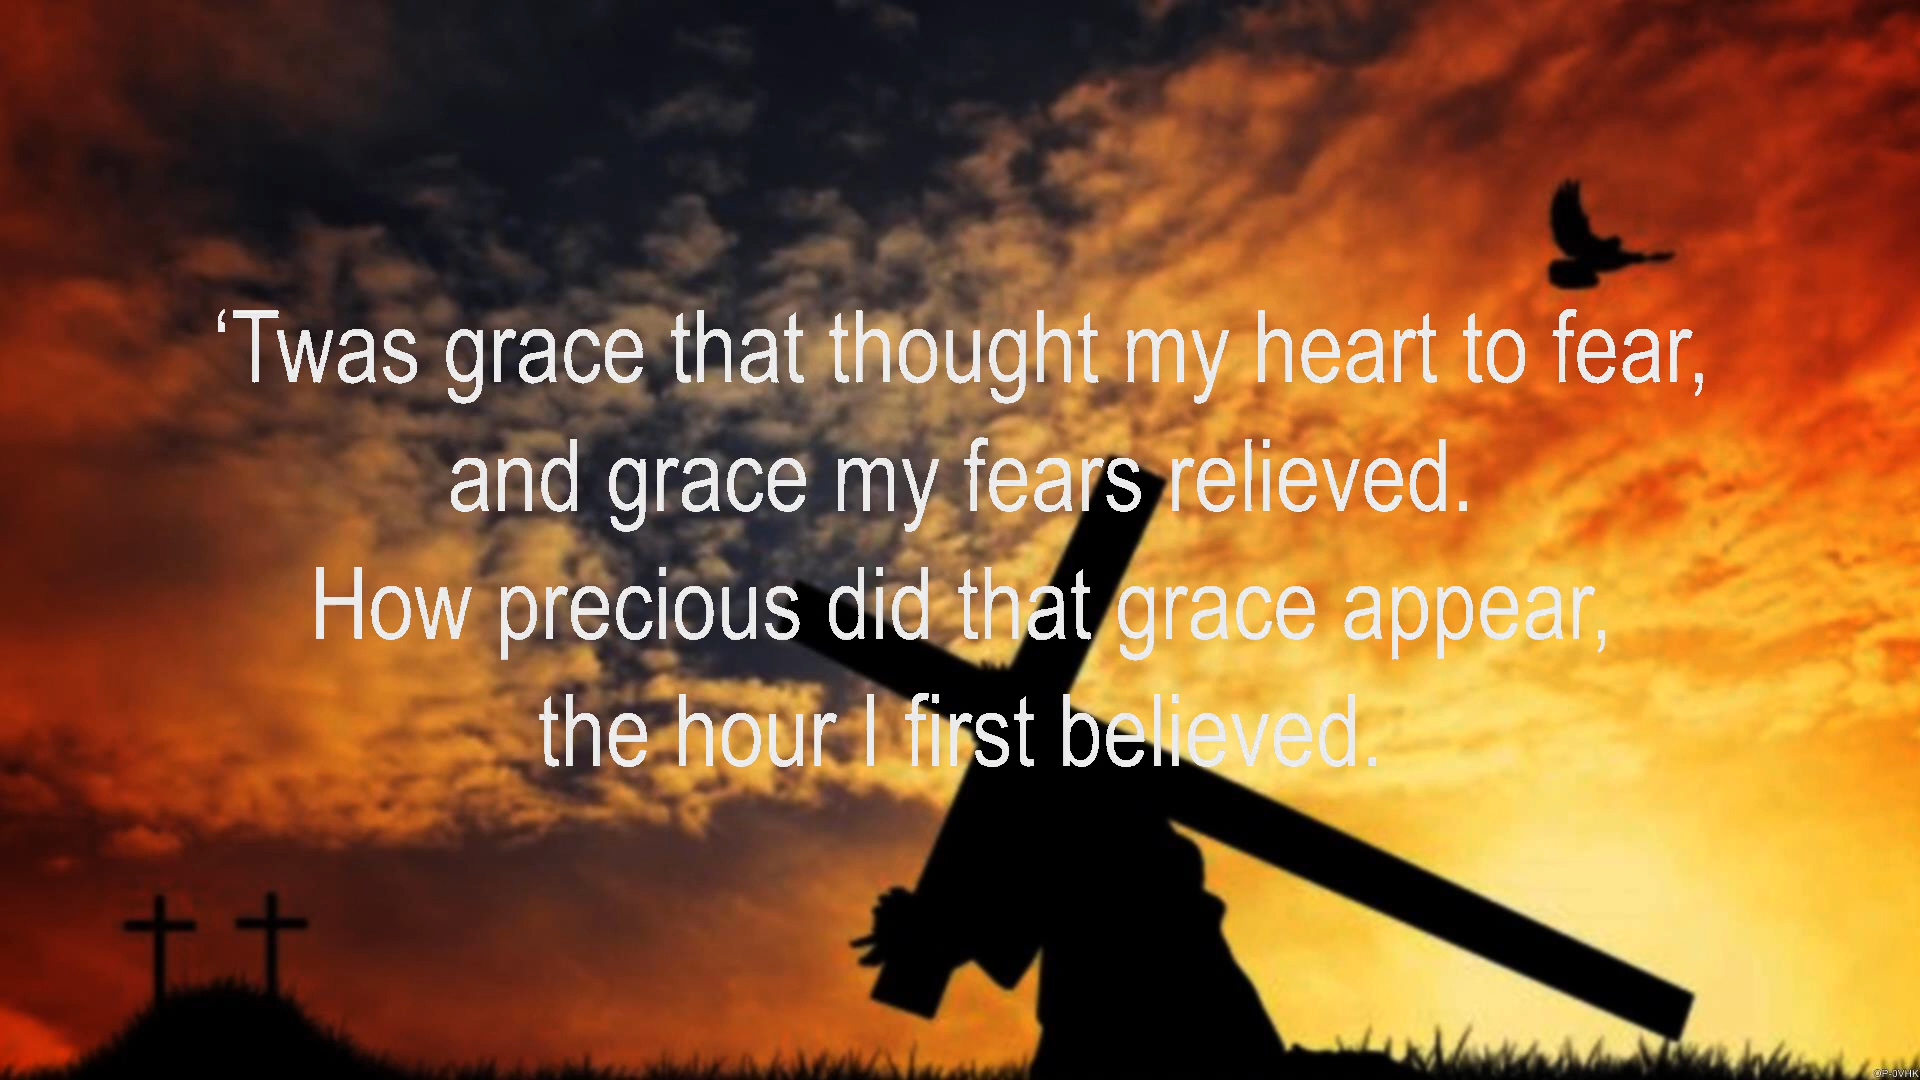 ‘Twas grace that thought my heart to fear,
and grace my fears relieved.
How precious did that grace appear,
the hour I first believed.